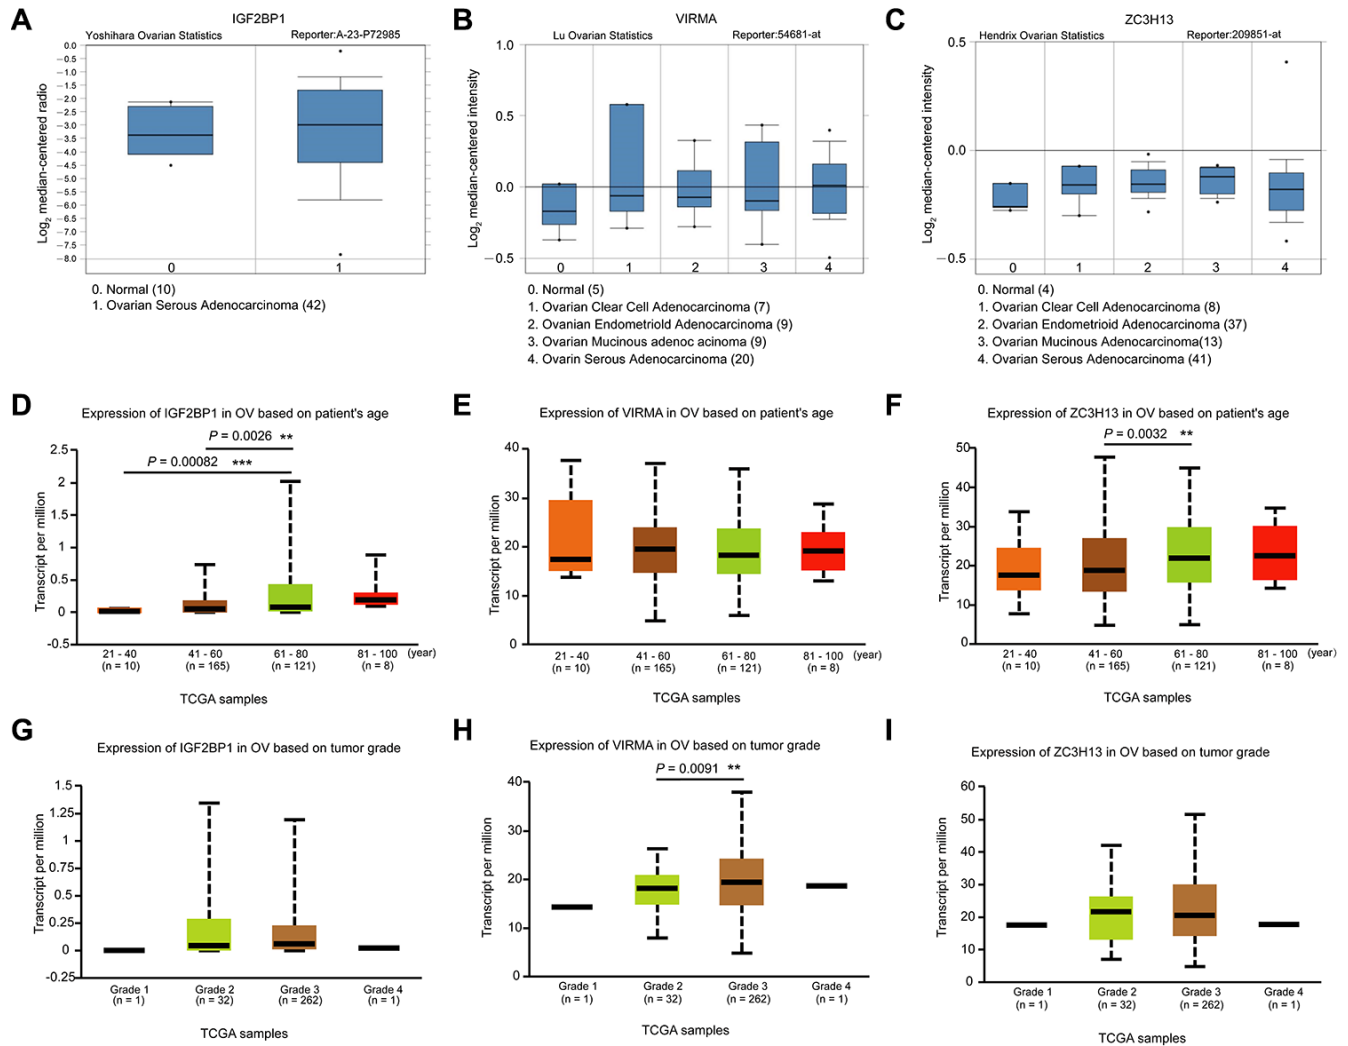 A
IGF2BP1
Yoshihara Ovarian Statistics
Reporter:A-23-P72985
Log2 median-centered radio
0.0
−0.5
−1.0
−1.5
−2.0
−2.5
−3.0
−3.5
−4.0
−4.5
−5.0
−5.5
−6.0
−6.5
−7.0
−7.5
−8.0
0
1
0. Normal (10)
1. Ovarian Serous Adenocarcinoma (42)
B
VIRMA
Lu Ovarian Statistics
Reporter:54681-at
Log2 median-centered intensity
1.0
0.5
0.0
−0.5
0
1
2
3
4
0. Normal (5)
1. Ovarian Clear Cell Adenocarcinoma (7)
2. Ovanian Endometriold Adenocarcinoma (9)
3. Ovarian Mucinous adenoc acinoma (9)
4. Ovarin Serous Adenocarcinoma (20)
C
ZC3H13
Hendrix Ovarian Statistics
Reporter:209851-at
Log2 median-centered intensity
0.5
0.0
−0.5
0
1
2
3
4
0. Normal (4)
1. Ovarian Clear Cell Adenocarcinoma (8)
2. Ovarian Endometrioid Adenocarcinoma (37)
3. Ovarian Mucinous Adenocarcinoma(13)
4. Ovarian Serous Adenocarcinoma (41)
D
Expression of IGF2BP1 in OV based on patient's age
P = 0.0026 **
P = 0.00082 ***
Transcript per million
2.5
2
1.5
1
0.5
0
-0.5
21 - 40
(n = 10)
41 - 60
(n = 165)
61 - 80
(n = 121)
81 - 100
(n = 8)
(year)
TCGA samples
E
Expression of VIRMA in OV based on patient's age
Transcript per million
40
30
20
10
0
21 - 40
(n = 10)
41 - 60
(n = 165)
61 - 80
(n = 121)
81 - 100
(n = 8)
(year)
TCGA samples
F
Expression of ZC3H13 in OV based on patient's age
P = 0.0032 **
Transcript per million
50
40
30
20
10
0
21 - 40
(n = 10)
41 - 60
(n = 165)
61 - 80
(n = 121)
81 - 100
(n = 8)
(year)
TCGA samples
G
Expression of IGF2BP1 in OV based on tumor grade
Transcript per million
1.5
1.25
1
0.75
0.5
0.25
0
-0.25
Grade 1
(n = 1)
Grade 2
(n = 32)
Grade 3
(n = 262)
Grade 4
(n = 1)
TCGA samples
H
Expression of VIRMA in OV based on tumor grade
P = 0.0091 **
Transcript per million
40
30
20
10
0
Grade 1
(n = 1)
Grade 2
(n = 32)
Grade 3
(n = 262)
Grade 4
(n = 1)
TCGA samples
I
Expression of ZC3H13 in OV based on tumor grade
Transcript per million
60
50
40
30
20
10
0
Grade 1
(n = 1)
Grade 2
(n = 32)
Grade 3
(n = 262)
Grade 4
(n = 1)
TCGA samples